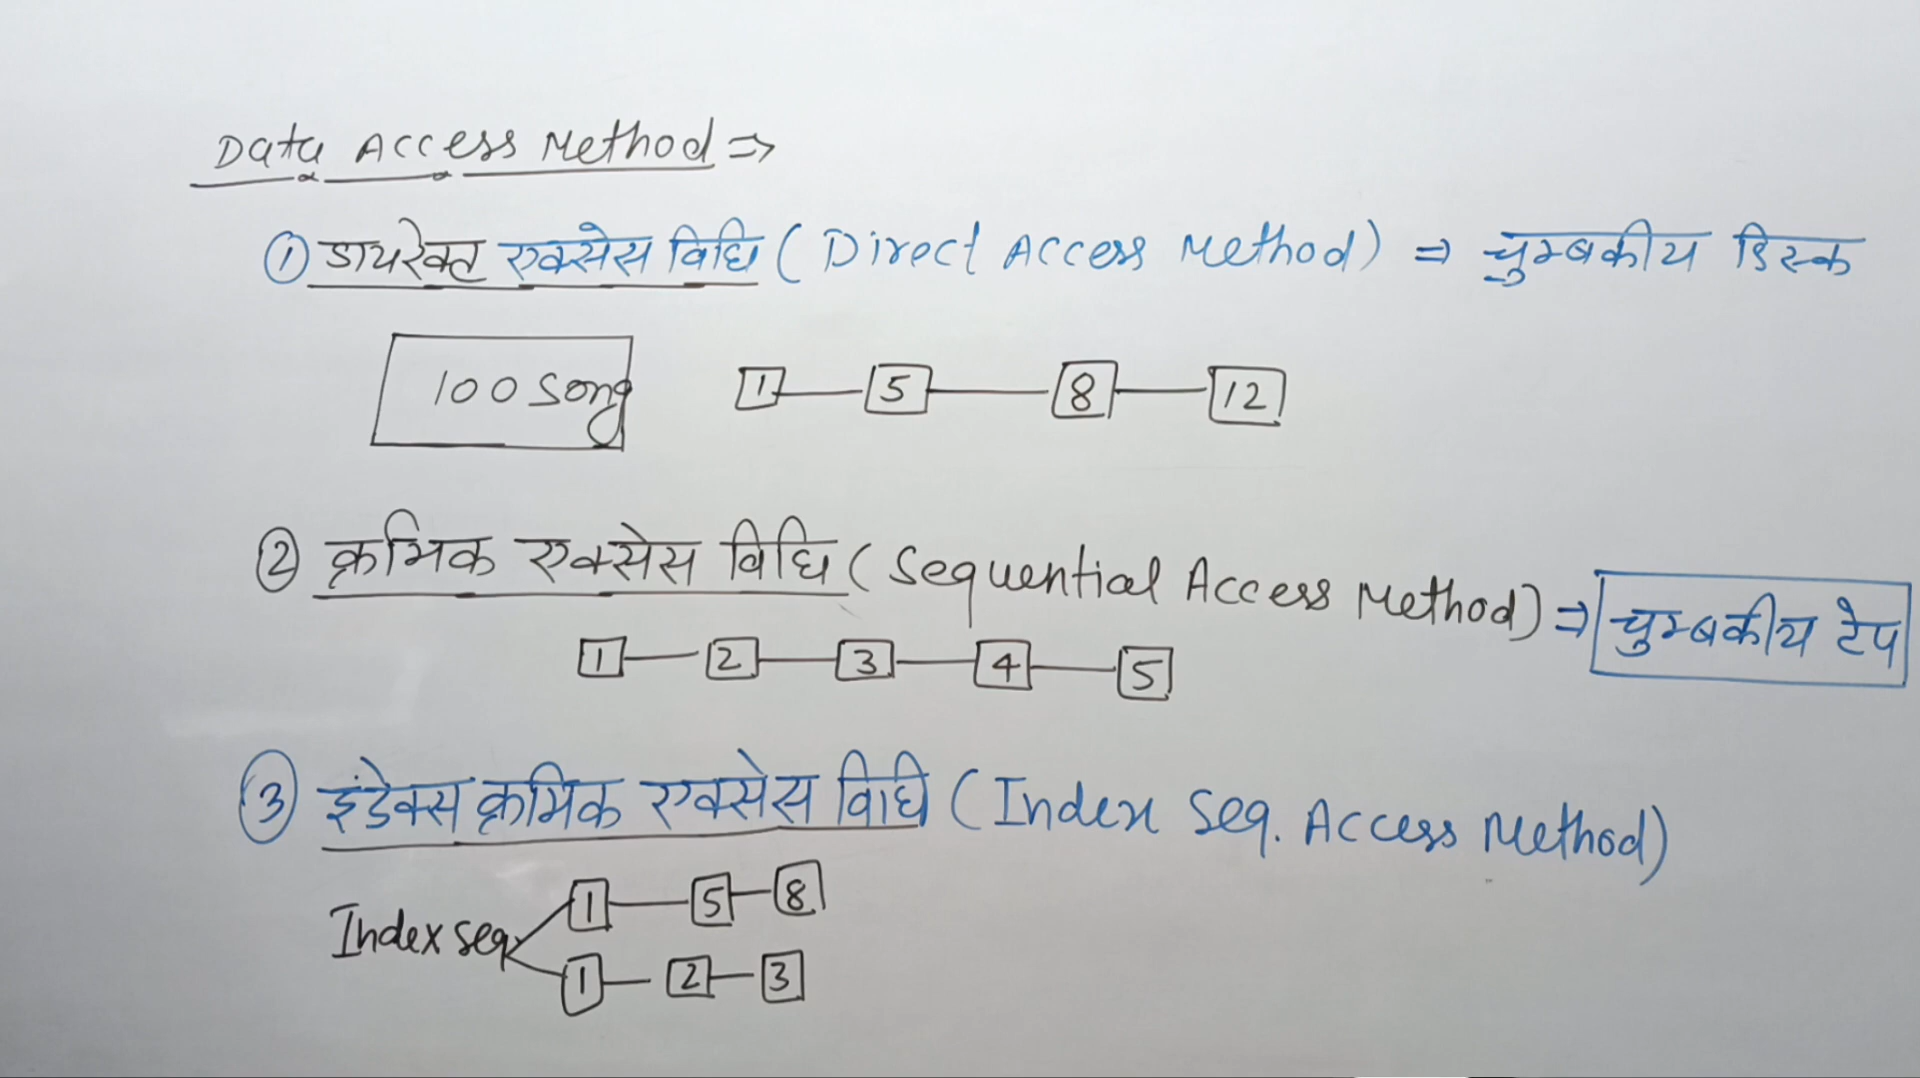 Data Access Method ⇒
① डायरेक्ट एक्सेस विधि ( Direct Access Method) ⇒ चुम्बकीय डिस्क
100 Song 1 5 8 12
② क्रमिक एक्सेस विधि ( Sequential Access Method) ⇒ चुम्बकीय टेप
1 2 3 4 5
③ इंडेक्स क्रमिक एक्सेस विधि ( Index Seq. Access Method)
1 5 8
Index seq
1 2 3